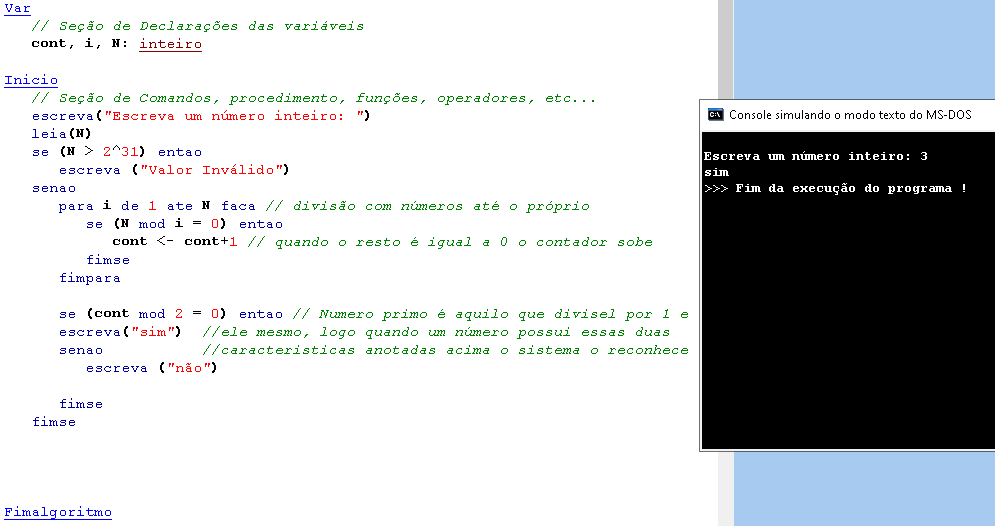 Var
// Seção de Declarações das variáveis
cont, i, N: inteiro
Inicio
// Seção de Comandos, procedimento, funções, operadores, etc...
escreva("Escreva um número inteiro: ")
leia(N)
se (N > 2^31) entao
escreva ("Valor Inválido")
senao
para i de 1 ate N faca // divisão com números até o próprio
se (N mod i = 0) entao
cont <- cont+1 // quando o resto é igual a 0 o contador sobe
fimse
fimpara
se (cont mod 2 = 0) entao // Numero primo é aquilo que divisel por 1 e
escreva("sim") //ele mesmo, logo quando um número possui essas duas
senao //caracteristicas anotadas acima o sistema o reconhece
escreva ("não")
fimse
fimse
Fimalgoritmo
C:\ Console simulando o modo texto do MS-DOS
Escreva um número inteiro: 3
sim
>>> Fim da execução do programa !